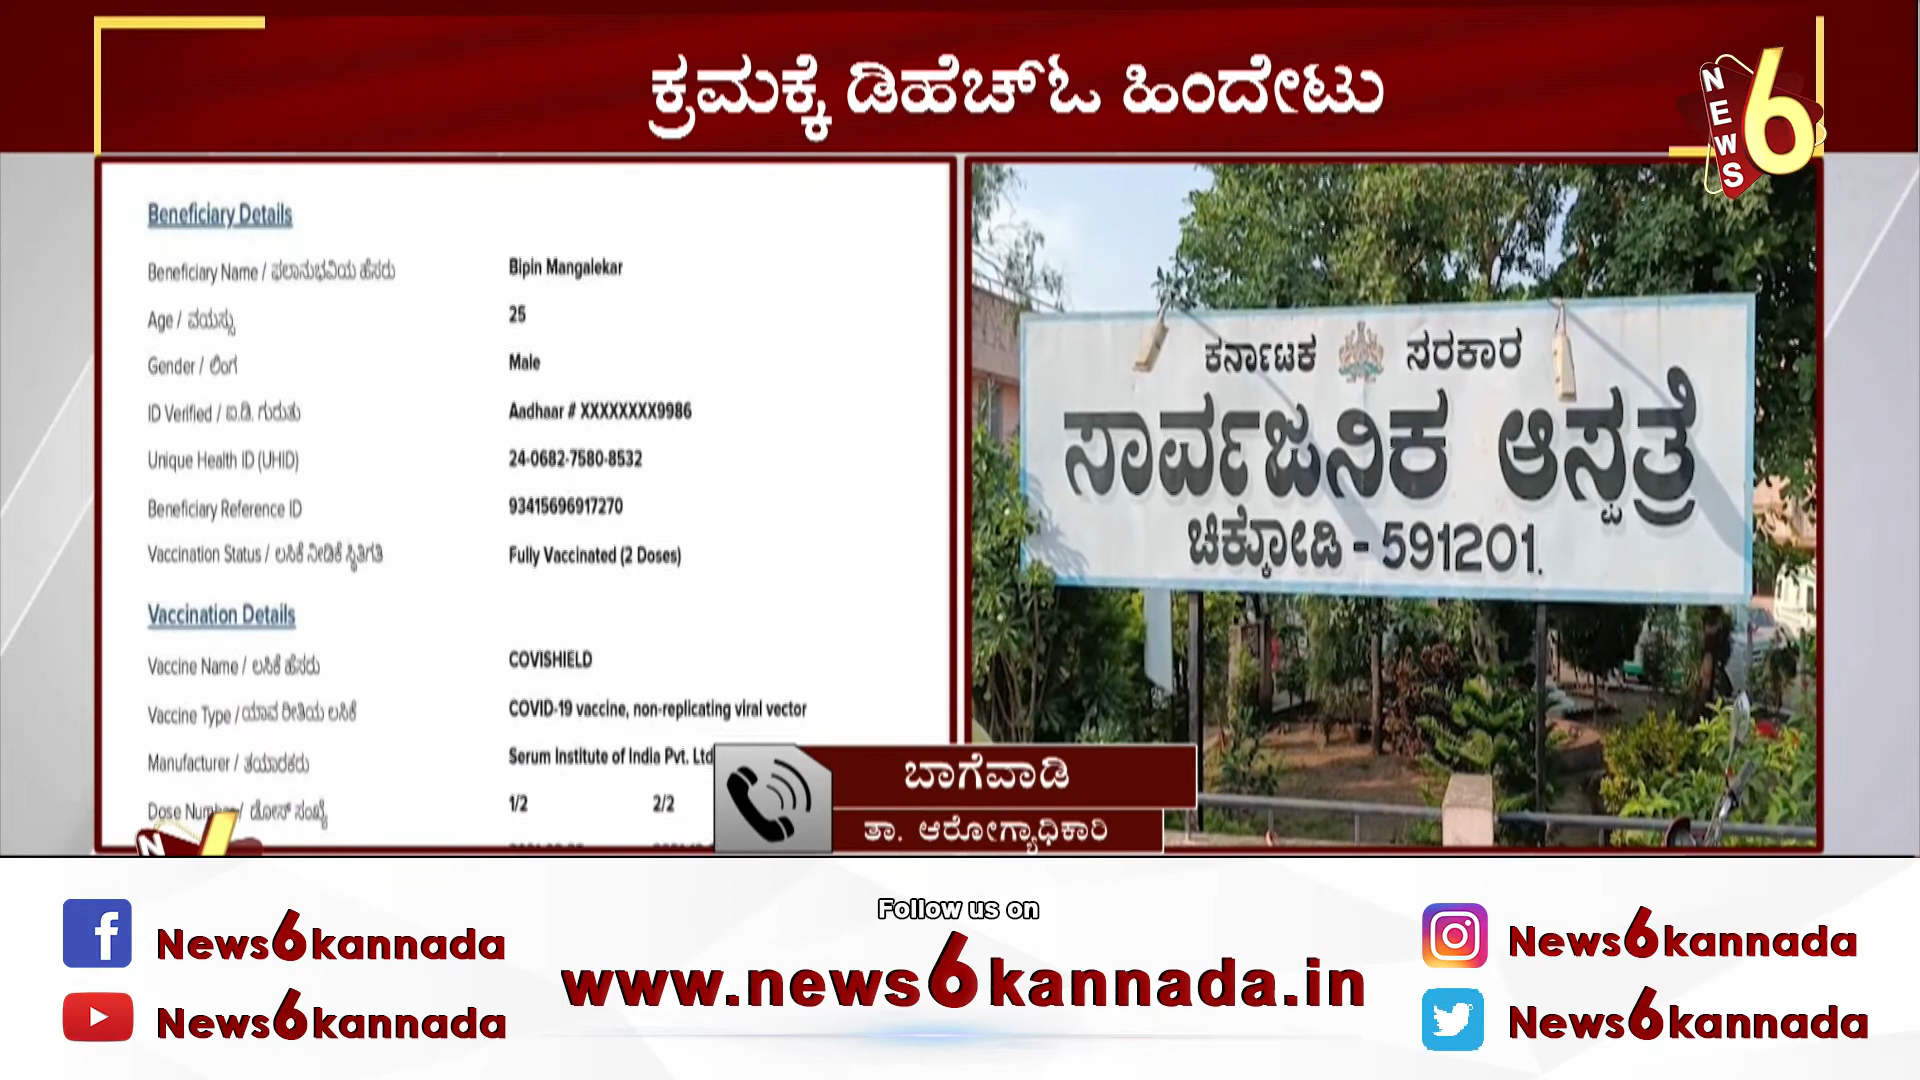 ಕ್ರಮಕ್ಕೆ ಡಿಹೆಚ್‌ಓ ಹಿಂದೇಟು
NEWS 6
Beneficiary Details
Beneficiary Name / ಫಲಾನುಭವಿಯ ಹೆಸರು Bipin Mangalekar
Age / ವಯಸ್ಸು 25
Gender / ಲಿಂಗ Male
ID Verified / ಐ.ಡಿ. ಗುರುತು Aadhaar # XXXXXXXX9986
Unique Health ID (UHID) 24-0682-7580-8532
Beneficiary Reference ID 93415696917270
Vaccination Status / ಲಸಿಕೆ ನೀಡಿಕೆ ಸ್ಥಿತಿಗತಿ Fully Vaccinated (2 Doses)
Vaccination Details
Vaccine Name / ಲಸಿಕೆ ಹೆಸರು COVISHIELD
Vaccine Type / ಯಾವ ರೀತಿಯ ಲಸಿಕೆ COVID-19 vaccine, non-replicating viral vector
Manufacturer / ತಯಾರಕರು Serum Institute of India Pvt. Ltd
Dose Number / ಡೋಸ್ ಸಂಖ್ಯೆ 1/2 2/2
ಕರ್ನಾಟಕ ಸರಕಾರ
ಸಾರ್ವಜನಿಕ ಆಸ್ಪತ್ರೆ
ಚಿಕ್ಕೋಡಿ - 591201.
ಬಾಗೆವಾಡಿ
ತಾ. ಆರೋಗ್ಯಾಧಿಕಾರಿ
Follow us on
News6kannada
www.news6kannada.in
News6kannada
News6kannada
News6kannada